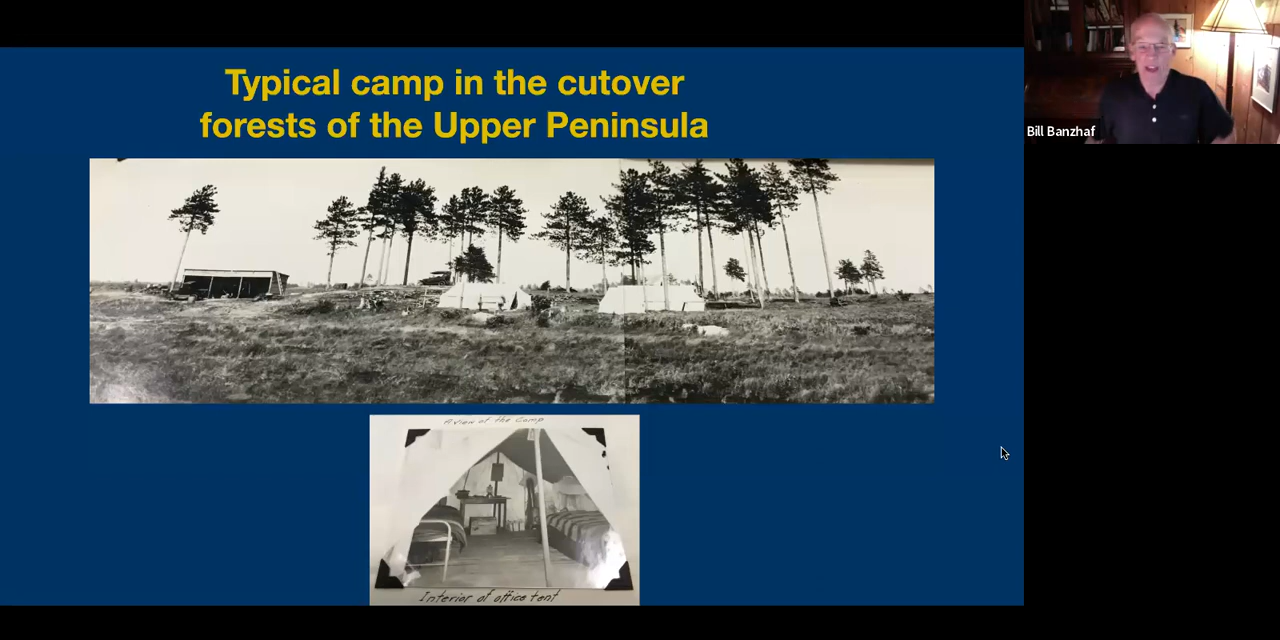 Typical camp in the cutover
forests of the Upper Peninsula
Bill Banzhaf
A view of the Camp
Interior of office tent